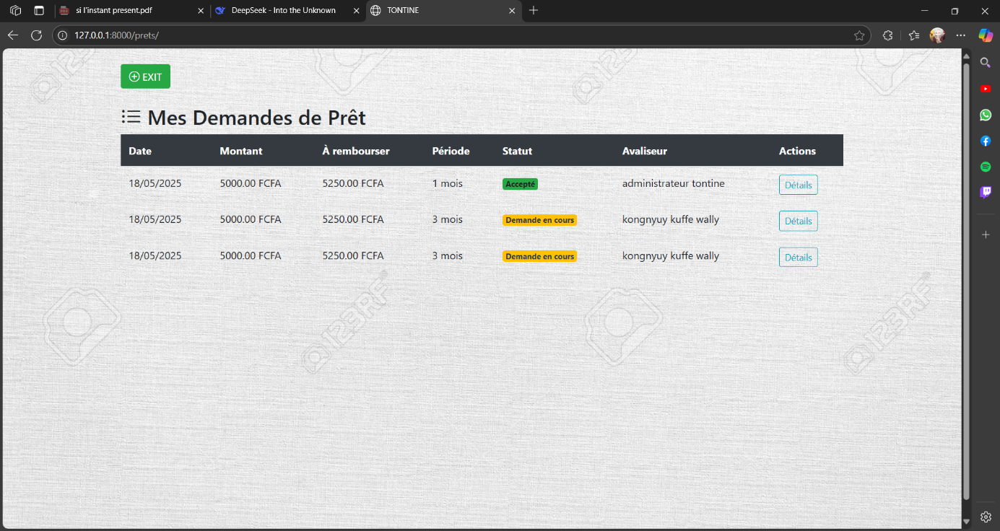 si l'instant present.pdf
DeepSeek - Into the Unknown
TONTINE
127.0.0.1:8000/prets/
EXIT
Mes Demandes de Prêt
Date Montant À rembourser Période Statut Avaliseur Actions
18/05/2025 5000.00 FCFA 5250.00 FCFA 1 mois Accepté administrateur tontine Détails
18/05/2025 5000.00 FCFA 5250.00 FCFA 3 mois Demande en cours kongnyuy kuffe wally Détails
18/05/2025 5000.00 FCFA 5250.00 FCFA 3 mois Demande en cours kongnyuy kuffe wally Détails
123RF
123RF